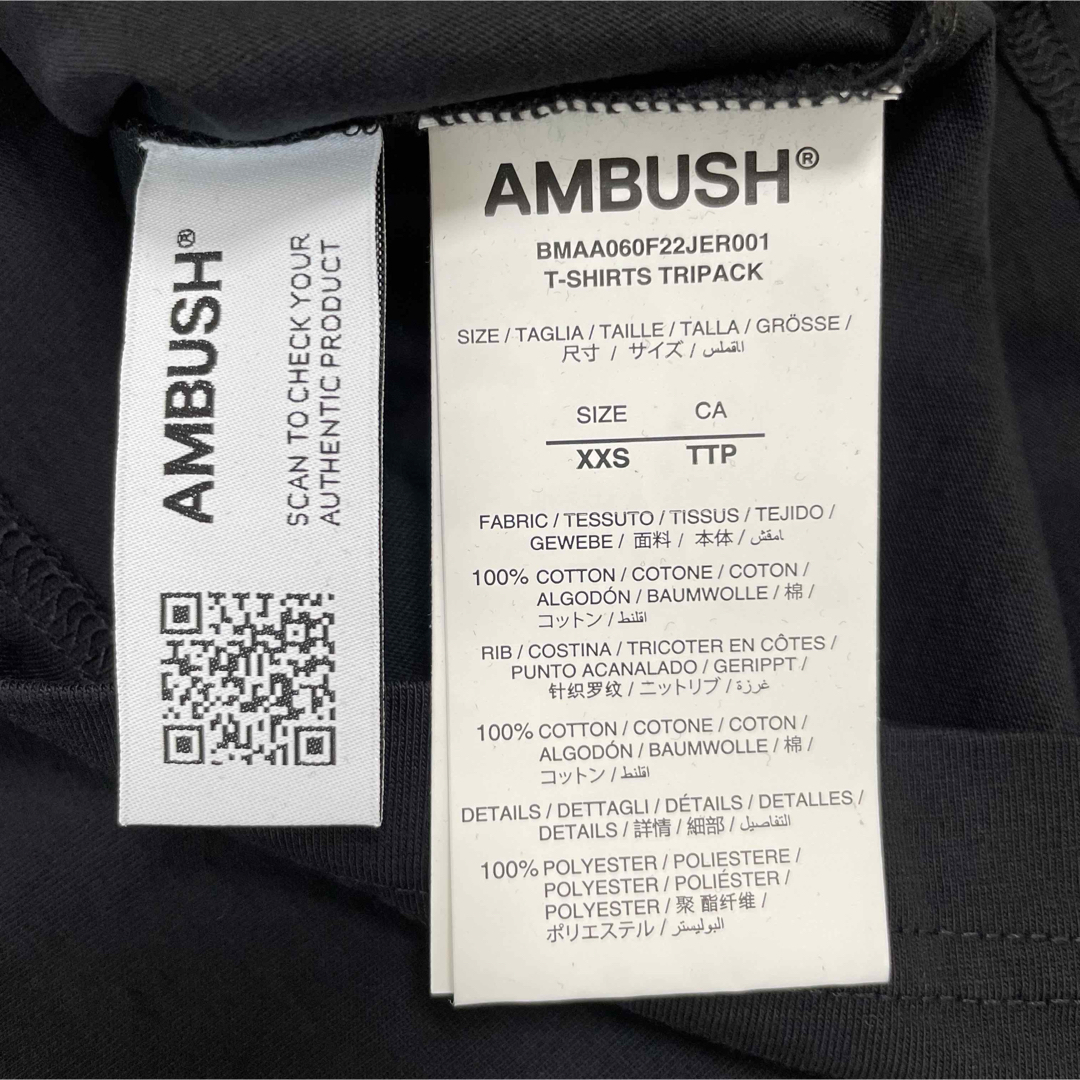 AMBUSH®
SCAN TO CHECK YOUR
AUTHENTIC PRODUCT
AMBUSH®
BMAA060F22JER001
T-SHIRTS TRIPACK
SIZE / TAGLIA / TAILLE / TALLA / GRÖSSE /
尺寸 / サイズ /
SIZE CA
XXS TTP
FABRIC / TESSUTO / TISSUS / TEJIDO /
GEWEBE / 面料 / 本体 /
100% COTTON / COTONE / COTON /
ALGODÓN / BAUMWOLLE / 棉 /
コットン /
RIB / COSTINA / TRICOTER EN CÔTES /
PUNTO ACANALADO / GERIPPT /
针织罗纹 / ニットリブ / غرزة
100% COTTON / COTONE / COTON /
ALGODÓN / BAUMWOLLE / 棉 /
コットン /
DETAILS / DETTAGLI / DÉTAILS / DETALLES /
DETAILS / 詳情 / 細部 / التفاصيل
100% POLYESTER / POLIESTERE /
POLYESTER / POLIÉSTER /
POLYESTER / 聚 酯纤维 /
ポリエステル / البوليستر